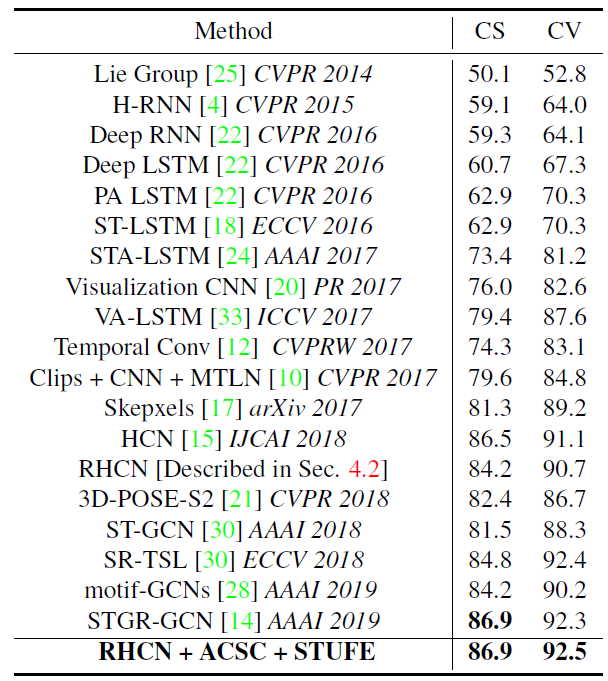 Method CS CV
Lie Group [25] CVPR 2014 50.1 52.8
H-RNN [4] CVPR 2015 59.1 64.0
Deep RNN [22] CVPR 2016 59.3 64.1
Deep LSTM [22] CVPR 2016 60.7 67.3
PA LSTM [22] CVPR 2016 62.9 70.3
ST-LSTM [18] ECCV 2016 62.9 70.3
STA-LSTM [24] AAAI 2017 73.4 81.2
Visualization CNN [20] PR 2017 76.0 82.6
VA-LSTM [33] ICCV 2017 79.4 87.6
Temporal Conv [12] CVPRW 2017 74.3 83.1
Clips + CNN + MTLN [10] CVPR 2017 79.6 84.8
Skepxels [17] arXiv 2017 81.3 89.2
HCN [15] IJCAI 2018 86.5 91.1
RHCN [Described in Sec. 4.2] 84.2 90.7
3D-POSE-S2 [21] CVPR 2018 82.4 86.7
ST-GCN [30] AAAI 2018 81.5 88.3
SR-TSL [30] ECCV 2018 84.8 92.4
motif-GCNs [28] AAAI 2019 84.2 90.2
STGR-GCN [14] AAAI 2019 86.9 92.3
RHCN + ACSC + STUFE 86.9 92.5